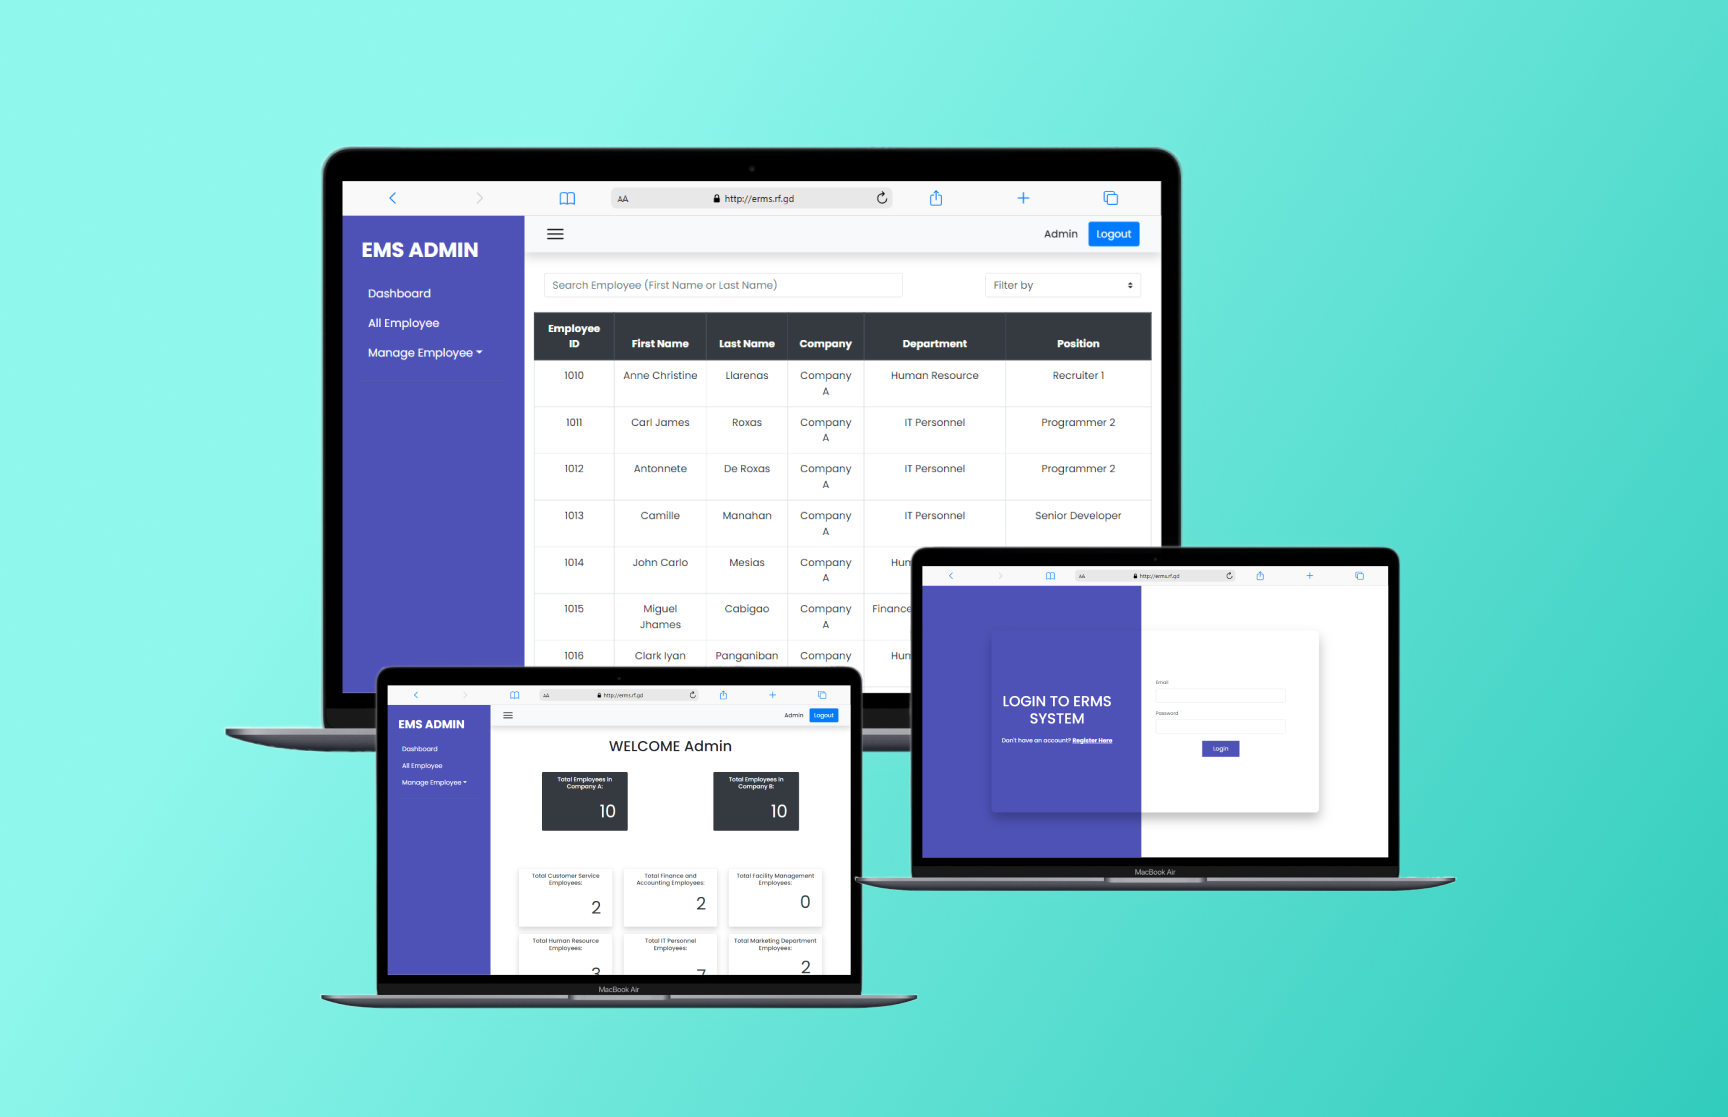 AA
http://erms.rf.gd
EMS ADMIN
Admin
Logout
Dashboard
All Employee
Manage Employee
Search Employee (First Name or Last Name)
Filter by
Employee ID First Name Last Name Company Department Position
1010 Anne Christine Llarenas Company A Human Resource Recruiter 1
1011 Carl James Roxas Company A IT Personnel Programmer 2
1012 Antonnete De Roxas Company A IT Personnel Programmer 2
1013 Camille Manahan Company A IT Personnel Senior Developer
1014 John Carlo Mesias Company A Hum
1015 Miguel Jhames Cabigao Company A Finance
1016 Clark Iyan Panganiban Company Hum
AA
http://erms.rf.gd
LOGIN TO ERMS
SYSTEM
Don't have an account? Register Here
Email
Password
Login
MacBook Air
AA
http://erms.rf.gd
EMS ADMIN
Admin
Logout
Dashboard
All Employee
Manage Employee
WELCOME Admin
Total Employees in
Company A:
10
Total Employees in
Company B:
10
Total Customer Service
Employees:
2
Total Finance and
Accounting Employees:
2
Total Facility Management
Employees:
0
Total Human Resource
Employees:
3
Total IT Personnel
Employees:
7
Total Marketing Department
Employees:
2
MacBook Air